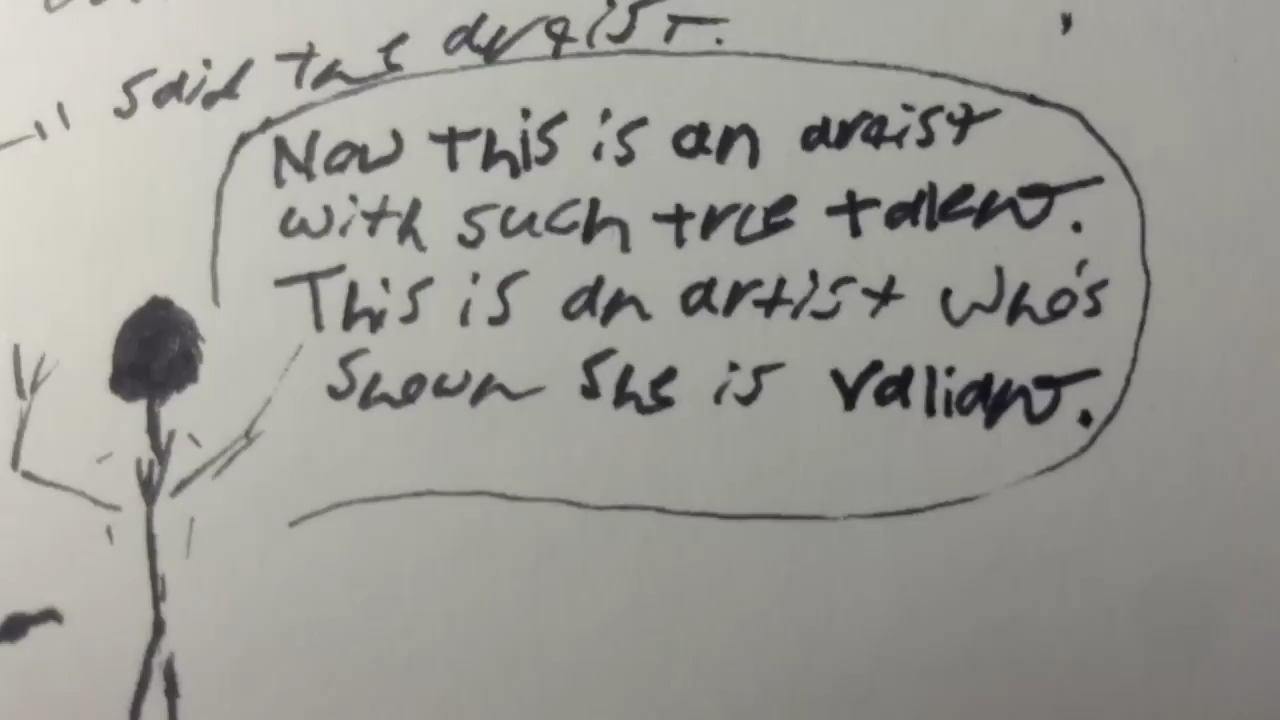 " said the artist.
Now this is an artist
with such true talent.
This is an artist who's
shown she is valiant.